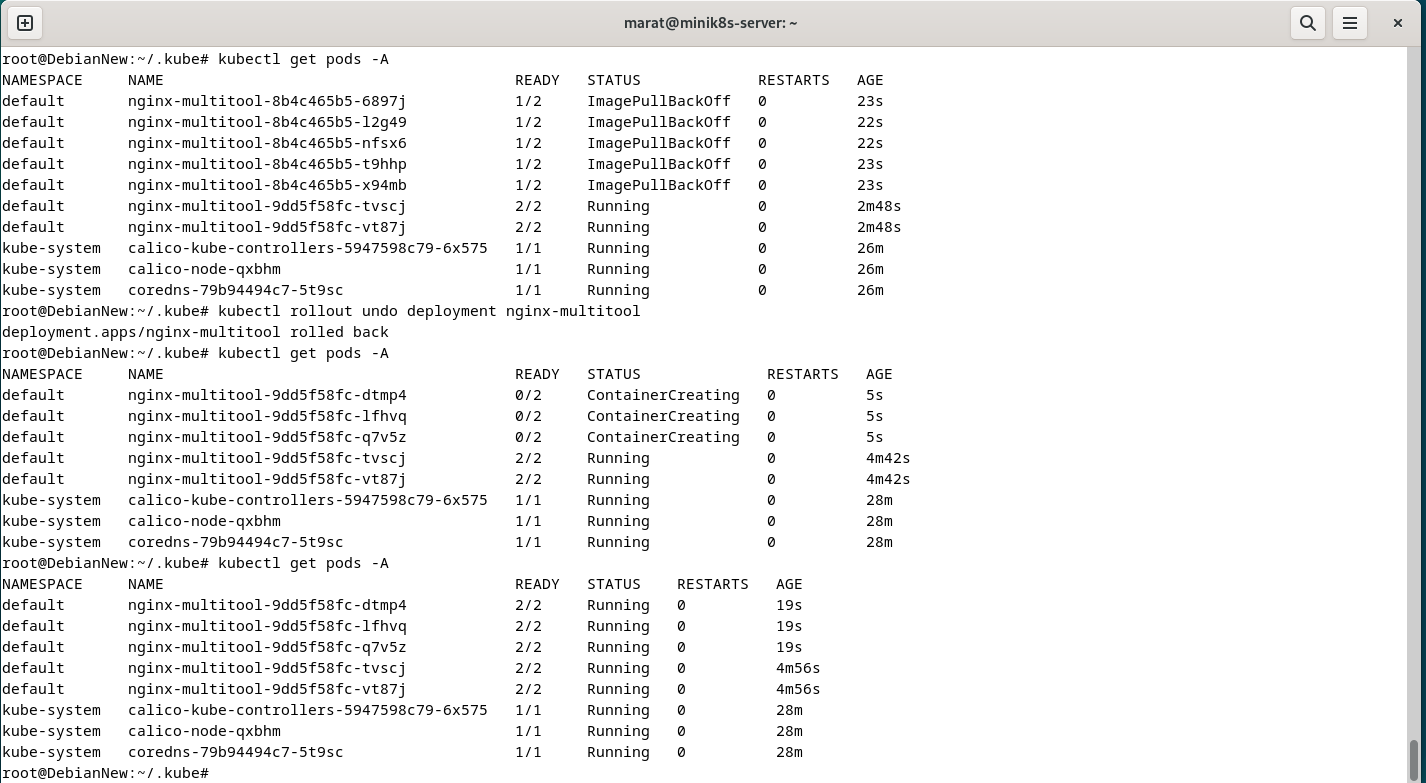 marat@minik8s-server: ~
root@DebianNew:~/.kube# kubectl get pods -A
NAMESPACE     NAME                                       READY   STATUS             RESTARTS   AGE
default       nginx-multitool-8b4c465b5-6897j            1/2     ImagePullBackOff   0          23s
default       nginx-multitool-8b4c465b5-l2g49            1/2     ImagePullBackOff   0          22s
default       nginx-multitool-8b4c465b5-nfsx6            1/2     ImagePullBackOff   0          22s
default       nginx-multitool-8b4c465b5-t9hhp            1/2     ImagePullBackOff   0          23s
default       nginx-multitool-8b4c465b5-x94mb            1/2     ImagePullBackOff   0          23s
default       nginx-multitool-9dd5f58fc-tvscj            2/2     Running            0          2m48s
default       nginx-multitool-9dd5f58fc-vt87j            2/2     Running            0          2m48s
kube-system   calico-kube-controllers-5947598c79-6x575   1/1     Running            0          26m
kube-system   calico-node-qxbhm                          1/1     Running            0          26m
kube-system   coredns-79b94494c7-5t9sc                   1/1     Running            0          26m
root@DebianNew:~/.kube# kubectl rollout undo deployment nginx-multitool
deployment.apps/nginx-multitool rolled back
root@DebianNew:~/.kube# kubectl get pods -A
NAMESPACE     NAME                                       READY   STATUS              RESTARTS   AGE
default       nginx-multitool-9dd5f58fc-dtmp4            0/2     ContainerCreating   0          5s
default       nginx-multitool-9dd5f58fc-lfhvq            0/2     ContainerCreating   0          5s
default       nginx-multitool-9dd5f58fc-q7v5z            0/2     ContainerCreating   0          5s
default       nginx-multitool-9dd5f58fc-tvscj            2/2     Running             0          4m42s
default       nginx-multitool-9dd5f58fc-vt87j            2/2     Running             0          4m42s
kube-system   calico-kube-controllers-5947598c79-6x575   1/1     Running             0          28m
kube-system   calico-node-qxbhm                          1/1     Running             0          28m
kube-system   coredns-79b94494c7-5t9sc                   1/1     Running             0          28m
root@DebianNew:~/.kube# kubectl get pods -A
NAMESPACE     NAME                                       READY   STATUS    RESTARTS   AGE
default       nginx-multitool-9dd5f58fc-dtmp4            2/2     Running   0          19s
default       nginx-multitool-9dd5f58fc-lfhvq            2/2     Running   0          19s
default       nginx-multitool-9dd5f58fc-q7v5z            2/2     Running   0          19s
default       nginx-multitool-9dd5f58fc-tvscj            2/2     Running   0          4m56s
default       nginx-multitool-9dd5f58fc-vt87j            2/2     Running   0          4m56s
kube-system   calico-kube-controllers-5947598c79-6x575   1/1     Running   0          28m
kube-system   calico-node-qxbhm                          1/1     Running   0          28m
kube-system   coredns-79b94494c7-5t9sc                   1/1     Running   0          28m
root@DebianNew:~/.kube#